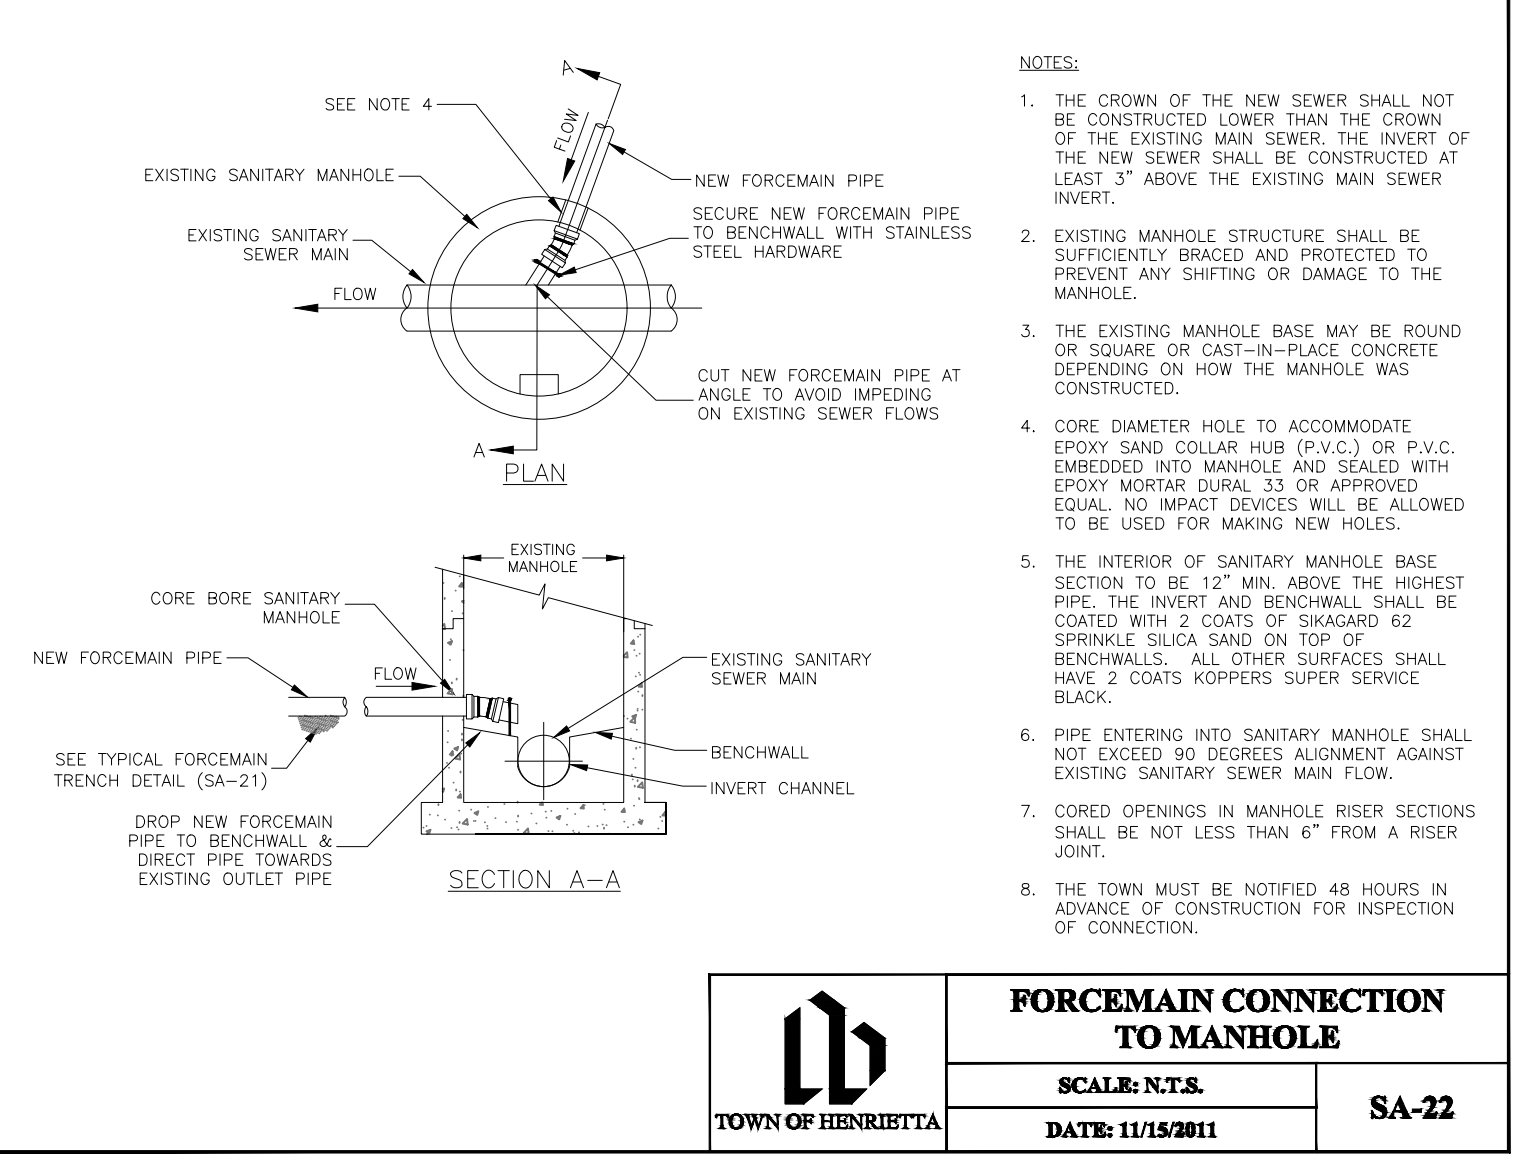 A
SEE NOTE 4
FLOW
EXISTING SANITARY MANHOLE
NEW FORCEMAIN PIPE
SECURE NEW FORCEMAIN PIPE
TO BENCHWALL WITH STAINLESS
STEEL HARDWARE
EXISTING SANITARY
SEWER MAIN
FLOW
CUT NEW FORCEMAIN PIPE AT
ANGLE TO AVOID IMPEDING
ON EXISTING SEWER FLOWS
A
PLAN
EXISTING
MANHOLE
CORE BORE SANITARY
MANHOLE
NEW FORCEMAIN PIPE
FLOW
EXISTING SANITARY
SEWER MAIN
SEE TYPICAL FORCEMAIN
TRENCH DETAIL (SA-21)
BENCHWALL
INVERT CHANNEL
DROP NEW FORCEMAIN
PIPE TO BENCHWALL &
DIRECT PIPE TOWARDS
EXISTING OUTLET PIPE
SECTION A-A
NOTES:
1. THE CROWN OF THE NEW SEWER SHALL NOT
BE CONSTRUCTED LOWER THAN THE CROWN
OF THE EXISTING MAIN SEWER. THE INVERT OF
THE NEW SEWER SHALL BE CONSTRUCTED AT
LEAST 3" ABOVE THE EXISTING MAIN SEWER
INVERT.
2. EXISTING MANHOLE STRUCTURE SHALL BE
SUFFICIENTLY BRACED AND PROTECTED TO
PREVENT ANY SHIFTING OR DAMAGE TO THE
MANHOLE.
3. THE EXISTING MANHOLE BASE MAY BE ROUND
OR SQUARE OR CAST-IN-PLACE CONCRETE
DEPENDING ON HOW THE MANHOLE WAS
CONSTRUCTED.
4. CORE DIAMETER HOLE TO ACCOMMODATE
EPOXY SAND COLLAR HUB (P.V.C.) OR P.V.C.
EMBEDDED INTO MANHOLE AND SEALED WITH
EPOXY MORTAR DURAL 33 OR APPROVED
EQUAL. NO IMPACT DEVICES WILL BE ALLOWED
TO BE USED FOR MAKING NEW HOLES.
5. THE INTERIOR OF SANITARY MANHOLE BASE
SECTION TO BE 12" MIN. ABOVE THE HIGHEST
PIPE. THE INVERT AND BENCHWALL SHALL BE
COATED WITH 2 COATS OF SIKAGARD 62
SPRINKLE SILICA SAND ON TOP OF
BENCHWALLS. ALL OTHER SURFACES SHALL
HAVE 2 COATS KOPPERS SUPER SERVICE
BLACK.
6. PIPE ENTERING INTO SANITARY MANHOLE SHALL
NOT EXCEED 90 DEGREES ALIGNMENT AGAINST
EXISTING SANITARY SEWER MAIN FLOW.
7. CORED OPENINGS IN MANHOLE RISER SECTIONS
SHALL BE NOT LESS THAN 6" FROM A RISER
JOINT.
8. THE TOWN MUST BE NOTIFIED 48 HOURS IN
ADVANCE OF CONSTRUCTION FOR INSPECTION
OF CONNECTION.
TOWN OF HENRIETTA
FORCEMAIN CONNECTION
TO MANHOLE
SCALE: N.T.S.
DATE: 11/15/2011
SA-22